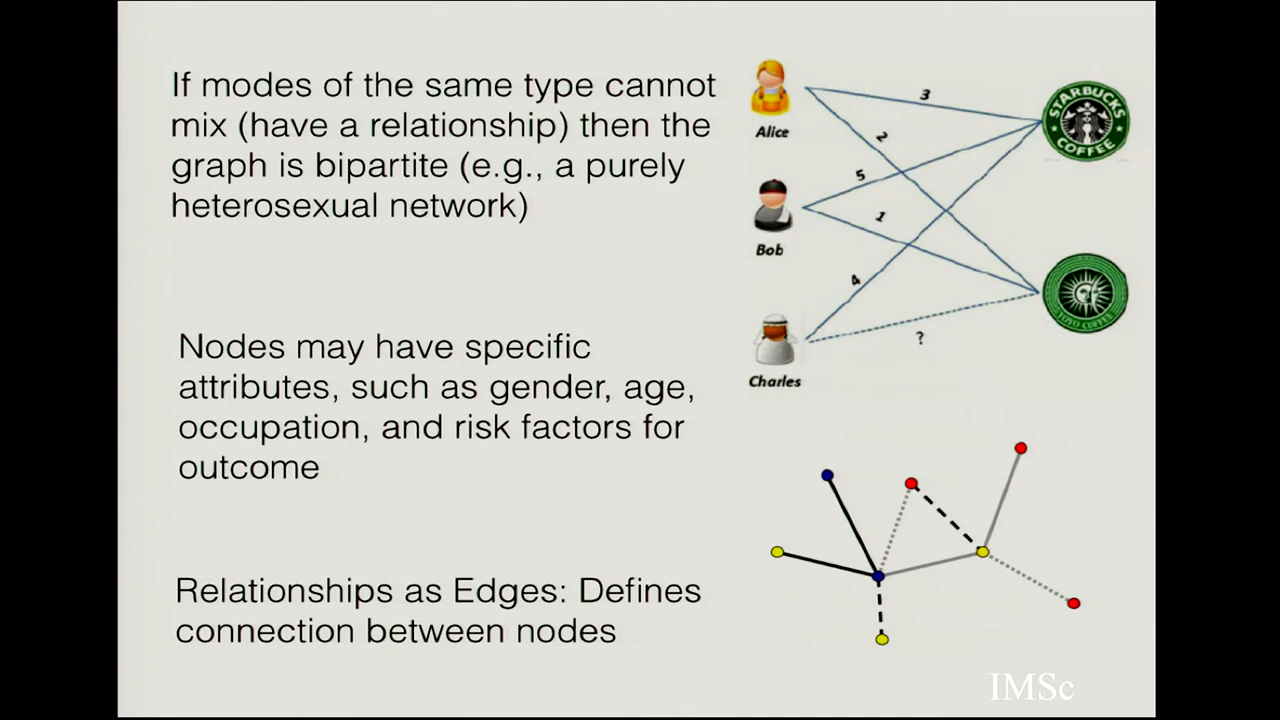 If modes of the same type cannot
mix (have a relationship) then the
graph is bipartite (e.g., a purely
heterosexual network)
Nodes may have specific
attributes, such as gender, age,
occupation, and risk factors for
outcome
Relationships as Edges: Defines
connection between nodes
Alice
Bob
Charles
3
2
5
1
4
?
STARBUCKS
COFFEE
COFFEE
IMSc